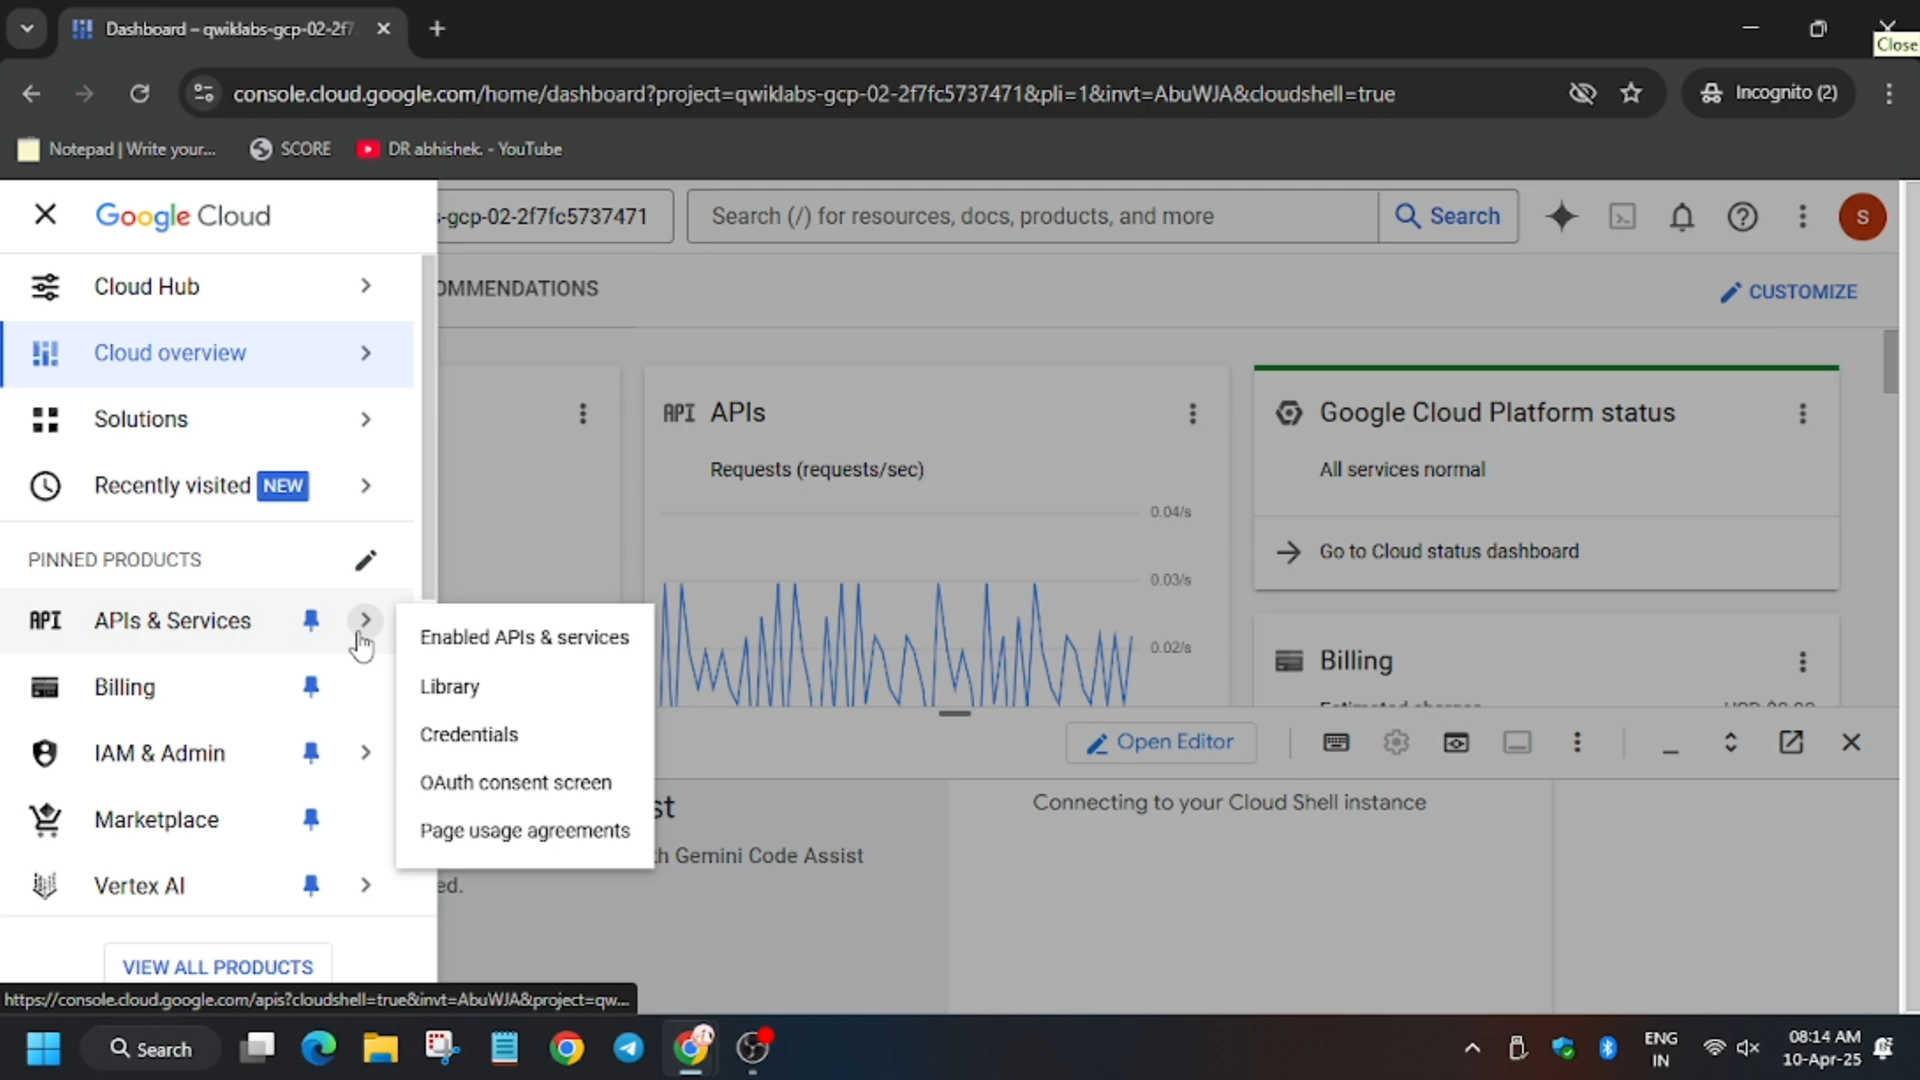 Dashboard – qwiklabs-gcp-02-2f7
Close
console.cloud.google.com/home/dashboard?project=qwiklabs-gcp-02-2f7fc5737471&pli=1&invt=AbuWJA&cloudshell=true
Incognito (2)
Notepad | Write your...
SCORE
DR abhishek. - YouTube
Google Cloud
s-gcp-02-2f7fc5737471
Search (/) for resources, docs, products, and more
Search
S
Cloud Hub
OMMENDATIONS
CUSTOMIZE
Cloud overview
Solutions
API APIs
Google Cloud Platform status
Requests (requests/sec)
All services normal
Recently visited NEW
0.04/s
Go to Cloud status dashboard
PINNED PRODUCTS
0.03/s
API APIs & Services
Enabled APIs & services
0.02/s
Billing
Billing
Library
Estimated charges
USD $0.00
IAM & Admin
Credentials
Open Editor
OAuth consent screen
st
Connecting to your Cloud Shell instance
Marketplace
Page usage agreements
h Gemini Code Assist
Vertex AI
ed.
VIEW ALL PRODUCTS
https://console.cloud.google.com/apis?cloudshell=true&invt=AbuWJA&project=qw...
Search
ENG
IN
08:14 AM
10-Apr-25